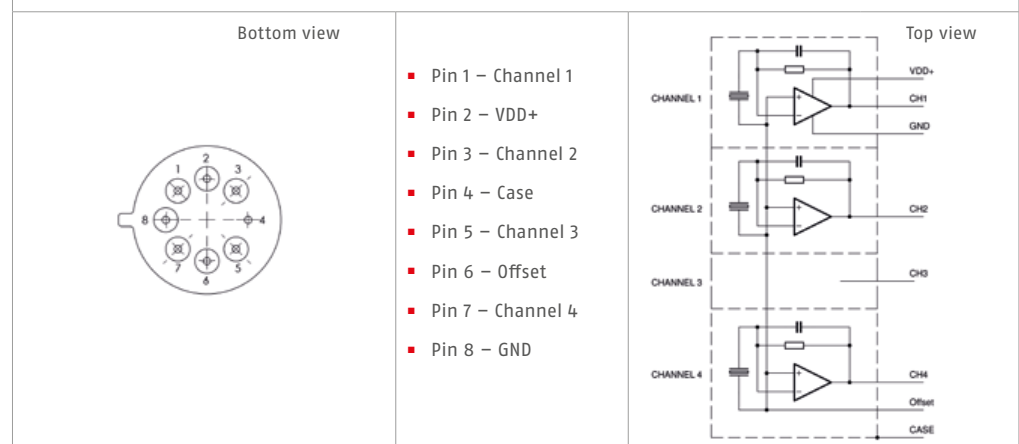 Bottom view
1
2
3
8
4
7
6
5
Pin 1 – Channel 1
Pin 2 – VDD+
Pin 3 – Channel 2
Pin 4 – Case
Pin 5 – Channel 3
Pin 6 – Offset
Pin 7 – Channel 4
Pin 8 – GND
Top view
VDD+
CHANNEL 1
CH1
GND
CHANNEL 2
CH2
CH3
CHANNEL 3
CHANNEL 4
CH4
Offset
CASE